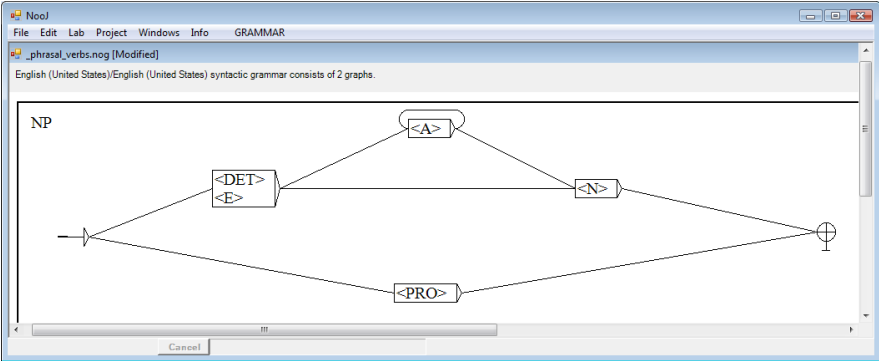 NooJ
File Edit Lab Project Windows Info GRAMMAR
_phrasal_verbs.nog [Modified]
English (United States)/English (United States) syntactic grammar consists of 2 graphs.
NP
<A>
<DET>
<E>
<N>
<PRO>
Cancel